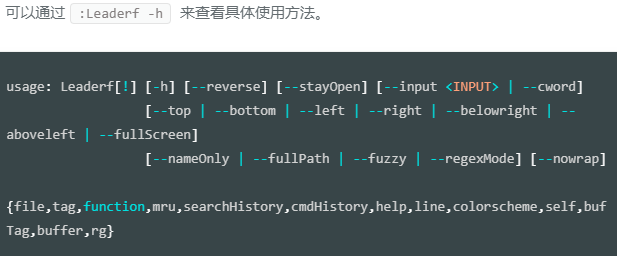 可以通过 :Leaderf -h 来查看具体使用方法。
usage: Leaderf[!] [-h] [--reverse] [--stayOpen] [--input <INPUT> | --cword]
[--top | --bottom | --left | --right | --belowright | --
aboveleft | --fullScreen]
[--nameOnly | --fullPath | --fuzzy | --regexMode] [--nowrap]
{file,tag,function,mru,searchHistory,cmdHistory,help,line,colorscheme,self,buf
Tag,buffer,rg}